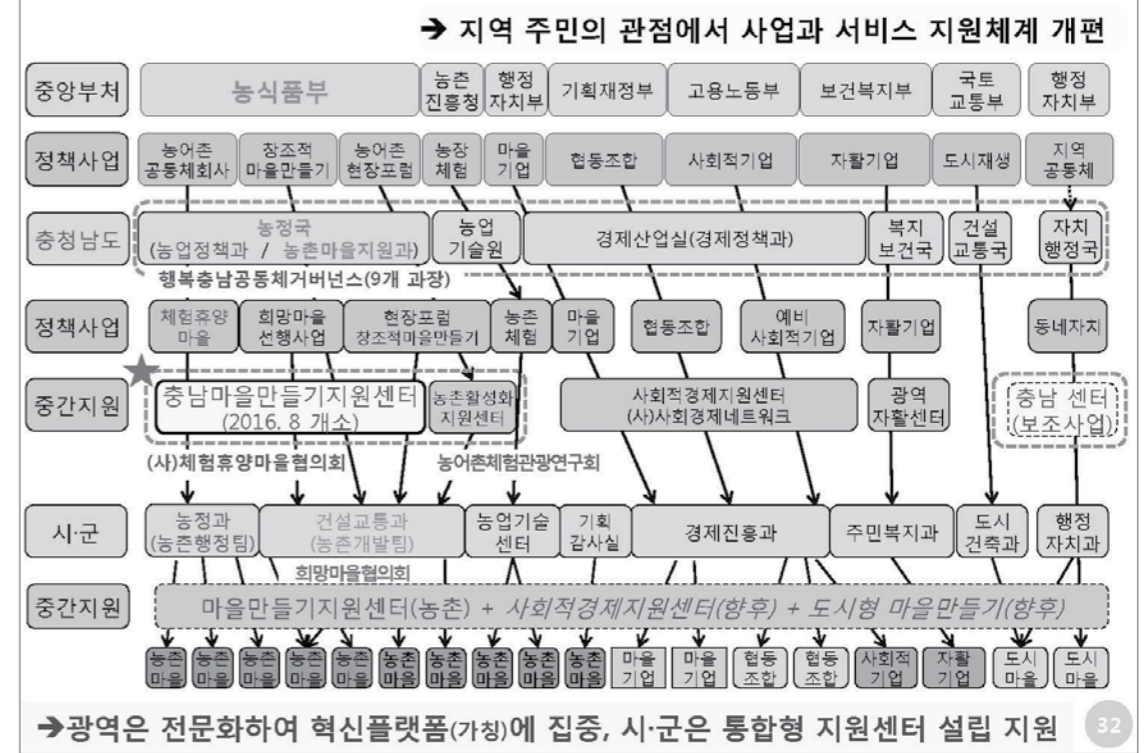 ➔ 지역 주민의 관점에서 사업과 서비스 지원체계 개편
중앙부처 농식품부 농촌진흥청 행정자치부 기획재정부 고용노동부 보건복지부 국토교통부 행정자치부
정책사업 농어촌공동체회사 창조적마을만들기 농어촌현장포럼 농장체험 마을기업 협동조합 사회적기업 자활기업 도시재생 지역공동체
충청남도 농정국 (농업정책과 / 농촌마을지원과) 농업기술원 경제산업실(경제정책과) 복지보건국 건설교통국 자치행정국
행복충남공동체거버넌스(9개 과장)
정책사업 체험휴양마을 희망마을선행사업 현장포럼 창조적마을만들기 농촌체험 마을기업 협동조합 예비사회적기업 자활기업 동네자치
중간지원 충남마을만들기지원센터 (2016. 8 개소) 농촌활성화지원센터 사회적경제지원센터 (사)사회경제네트워크 광역자활센터 충남 센터 (보조사업)
(사)체험휴양마을협의회 농어촌체험관광연구회
시·군 농정과 (농촌행정팀) 건설교통과 (농촌개발팀) 농업기술센터 기획감사실 경제진흥과 주민복지과 도시건축과 행정자치과
희망마을협의회
중간지원 마을만들기지원센터(농촌) + 사회적경제지원센터(향후) + 도시형 마을만들기(향후)
농촌마을 농촌마을 농촌마을 농촌마을 농촌마을 농촌마을 농촌마을 농촌마을 농촌마을 농촌마을 마을기업 마을기업 협동조합 협동조합 사회적기업 자활기업 도시마을 도시마을
➔광역은 전문화하여 혁신플랫폼(가칭)에 집중, 시·군은 통합형 지원센터 설립 지원 32